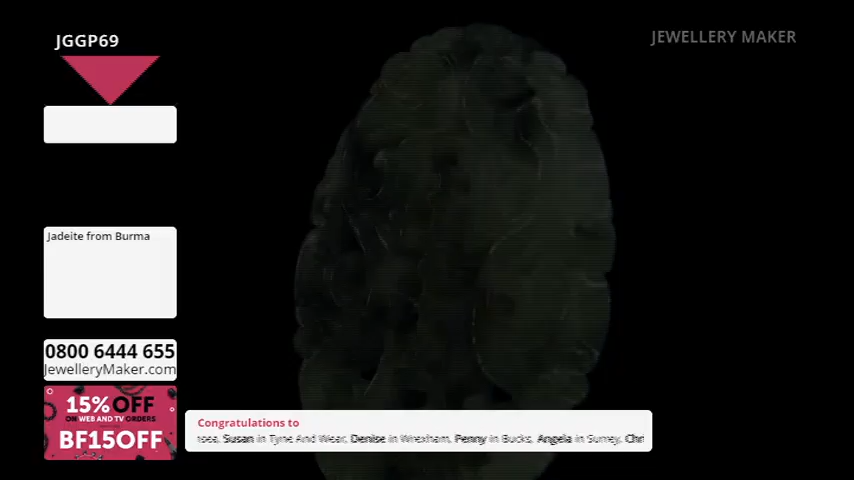 JGGP69
JEWELLERY MAKER
Jadeite from Burma
0800 6444 655
JewelleryMaker.com
15% OFF
ON WEB AND TV ORDERS
BF15OFF
Congratulations to
Susan in Tyne And Wear, Denise in Wrexham, Penny in Bucks, Angela in Surrey, Chri